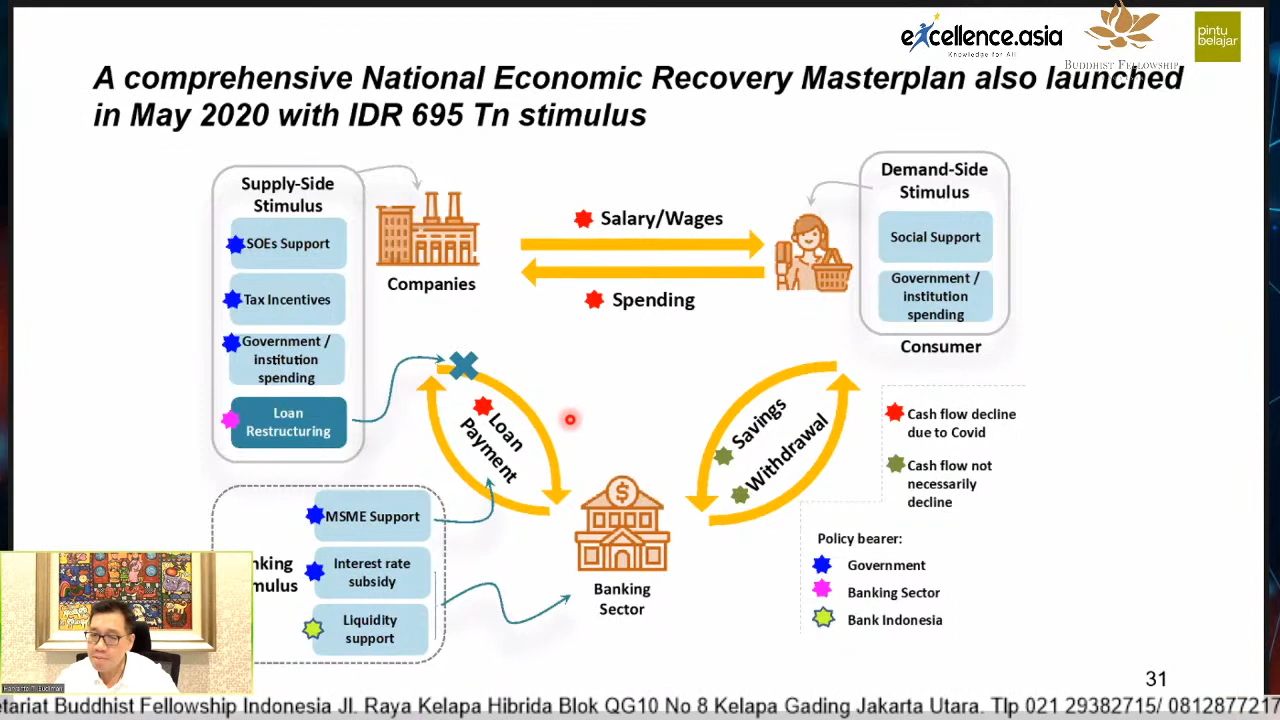 excellence.asia
Knowledge for All
BUDDHIST FELLOWSHIP
pintu
belajar
A comprehensive National Economic Recovery Masterplan also launched
in May 2020 with IDR 695 Tn stimulus
Supply-Side
Stimulus
SOEs Support
Tax Incentives
Government /
institution
spending
Loan
Restructuring
Companies
Salary/Wages
Spending
Demand-Side
Stimulus
Social Support
Government /
institution
spending
Consumer
Loan
Payment
Savings
Withdrawal
Cash flow decline
due to Covid
Cash flow not
necessarily
decline
MSME Support
Interest rate
subsidy
Liquidity
support
Banking
Sector
Policy bearer:
Government
Banking Sector
Bank Indonesia
31
Buddhist Fellowship Indonesia Jl. Raya Kelapa Hibrida Blok QG10 No 8 Kelapa Gading Jakarta Utara. Tlp 021 29382715/ 0812877217